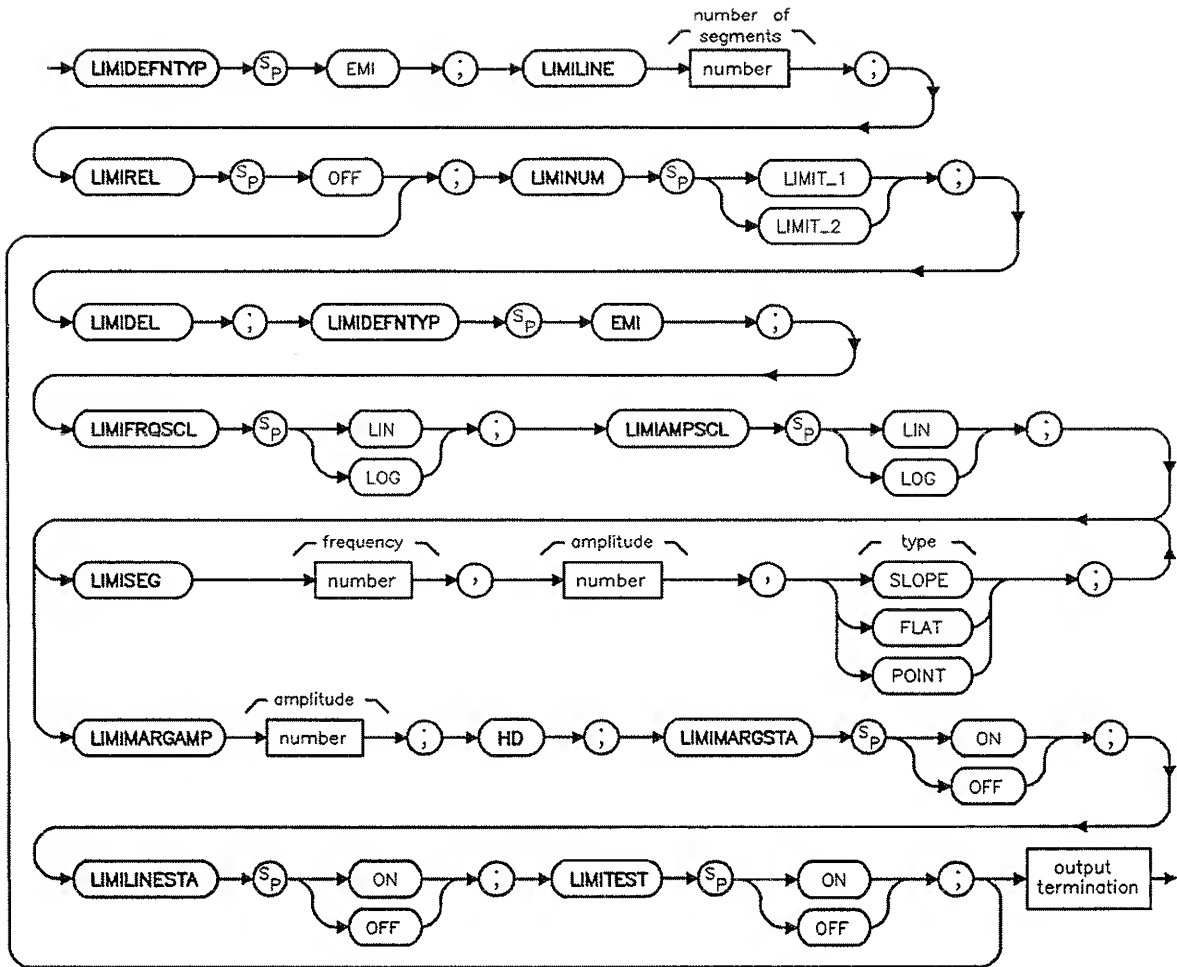 number of
segments
LIMIDEFNTYP SP EMI ; LIMILINE number ;
LIMIREL SP OFF ; LIMINUM SP LIMIT_1 ;
LIMIT_2
LIMIDEL ; LIMIDEFNTYP SP EMI ;
LIMIFRQSCL SP LIN ; LIMIAMPSCL SP LIN ;
LOG LOG
frequency amplitude type
LIMISEG number , number , SLOPE ;
FLAT
POINT
amplitude
LIMIMARGAMP number ; HD ; LIMIMARGSTA SP ON ;
OFF
LIMILINESTA SP ON ; LIMITEST SP ON ; output
termination
OFF OFF